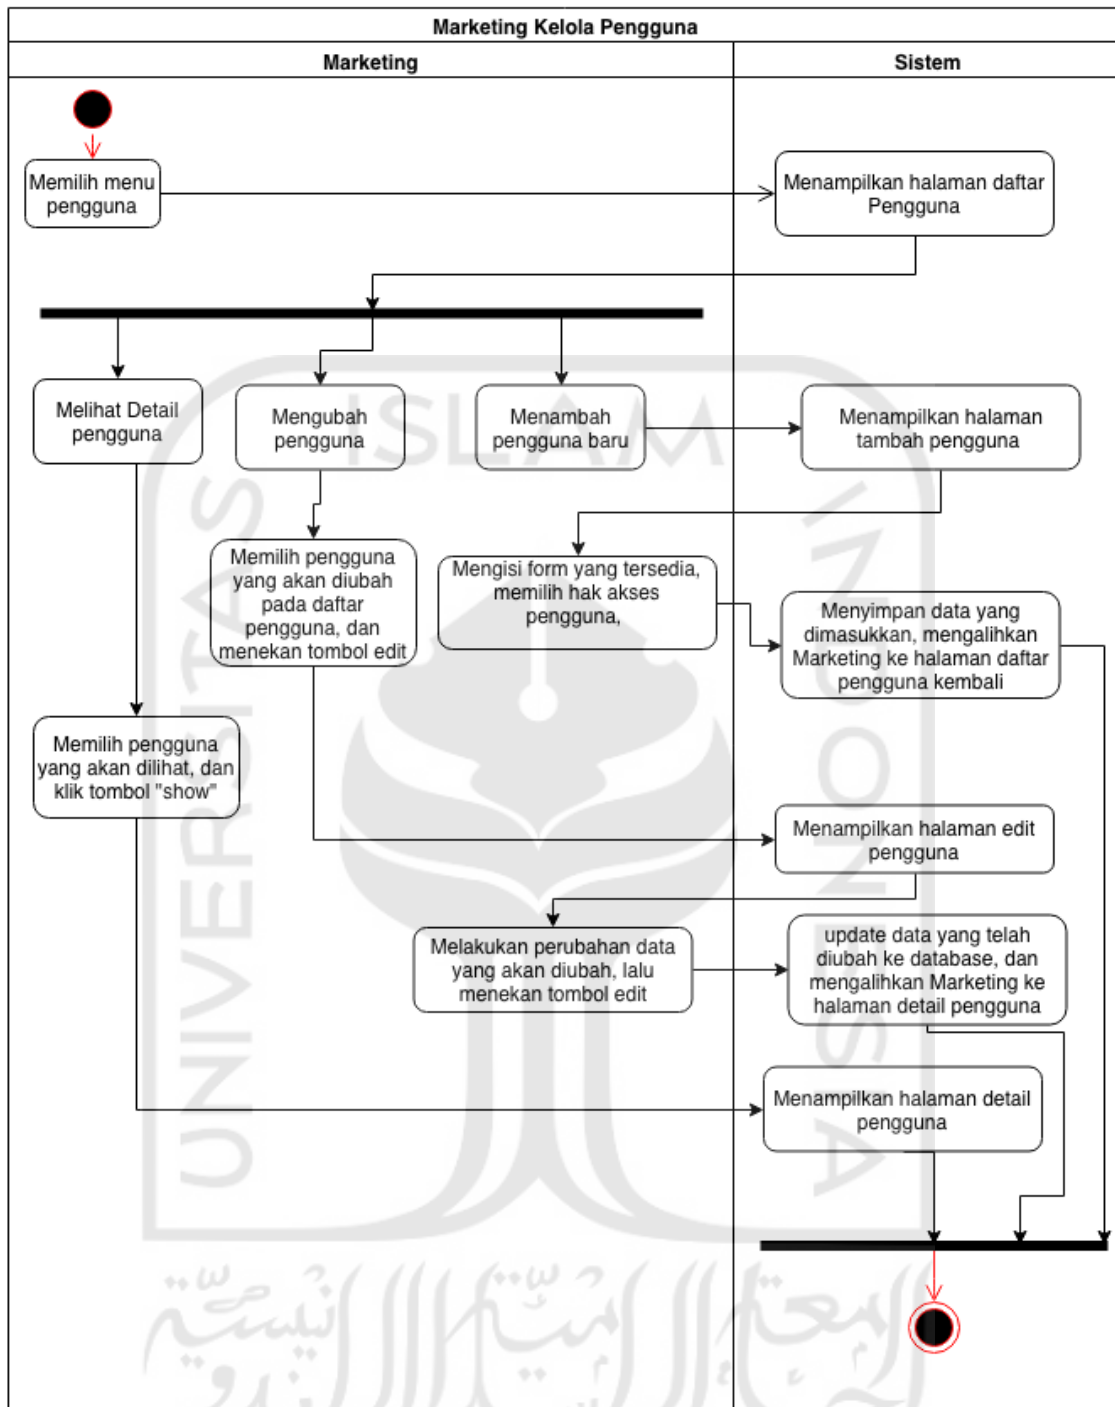 Marketing Kelola Pengguna
Marketing
Sistem
Memilih menu
pengguna
Menampilkan halaman daftar
Pengguna
Melihat Detail
pengguna
Mengubah
pengguna
Menambah
pengguna baru
Menampilkan halaman
tambah pengguna
Memilih pengguna
yang akan diubah
pada daftar
pengguna, dan
menekan tombol edit
Mengisi form yang tersedia,
memilih hak akses
pengguna,
Menyimpan data yang
dimasukkan, mengalihkan
Marketing ke halaman daftar
pengguna kembali
Memilih pengguna
yang akan dilihat, dan
klik tombol "show"
Menampilkan halaman edit
pengguna
Melakukan perubahan data
yang akan diubah, lalu
menekan tombol edit
update data yang telah
diubah ke database, dan
mengalihkan Marketing ke
halaman detail pengguna
Menampilkan halaman detail
pengguna
UNIVERSITAS
ISLAM
INDONESIA